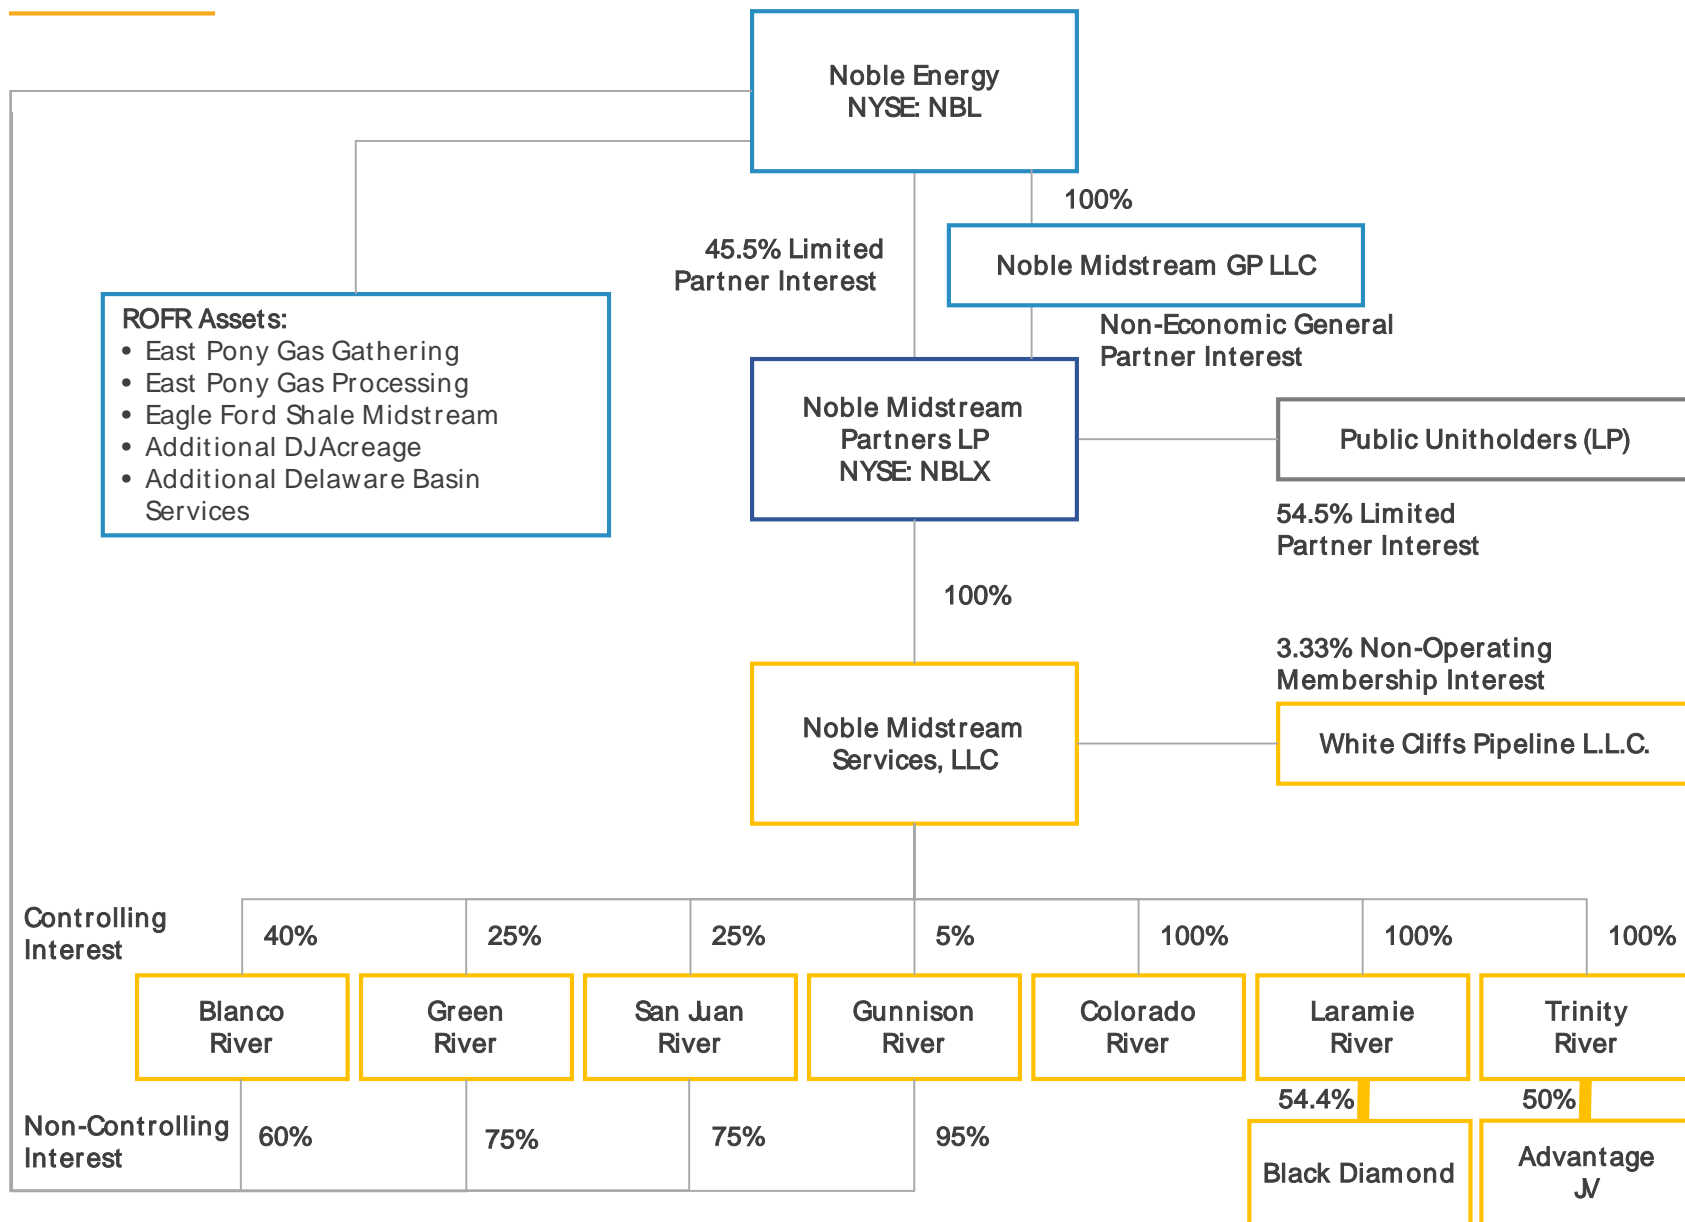 Noble Energy
NYSE: NBL
100%
45.5% Limited
Partner Interest
Noble Midstream GP LLC
Non-Economic General
Partner Interest
ROFR Assets:
• East Pony Gas Gathering
• East Pony Gas Processing
• Eagle Ford Shale Midstream
• Additional DJ Acreage
• Additional Delaware Basin
Services
Noble Midstream
Partners LP
NYSE: NBLX
Public Unitholders (LP)
54.5% Limited
Partner Interest
100%
3.33% Non-Operating
Membership Interest
Noble Midstream
Services, LLC
White Cliffs Pipeline L.L.C.
Controlling
Interest
40%
25%
25%
5%
100%
100%
100%
Blanco
River
Green
River
San Juan
River
Gunnison
River
Colorado
River
Laramie
River
Trinity
River
54.4%
50%
Non-Controlling
Interest
60%
75%
75%
95%
Black Diamond
Advantage
JV